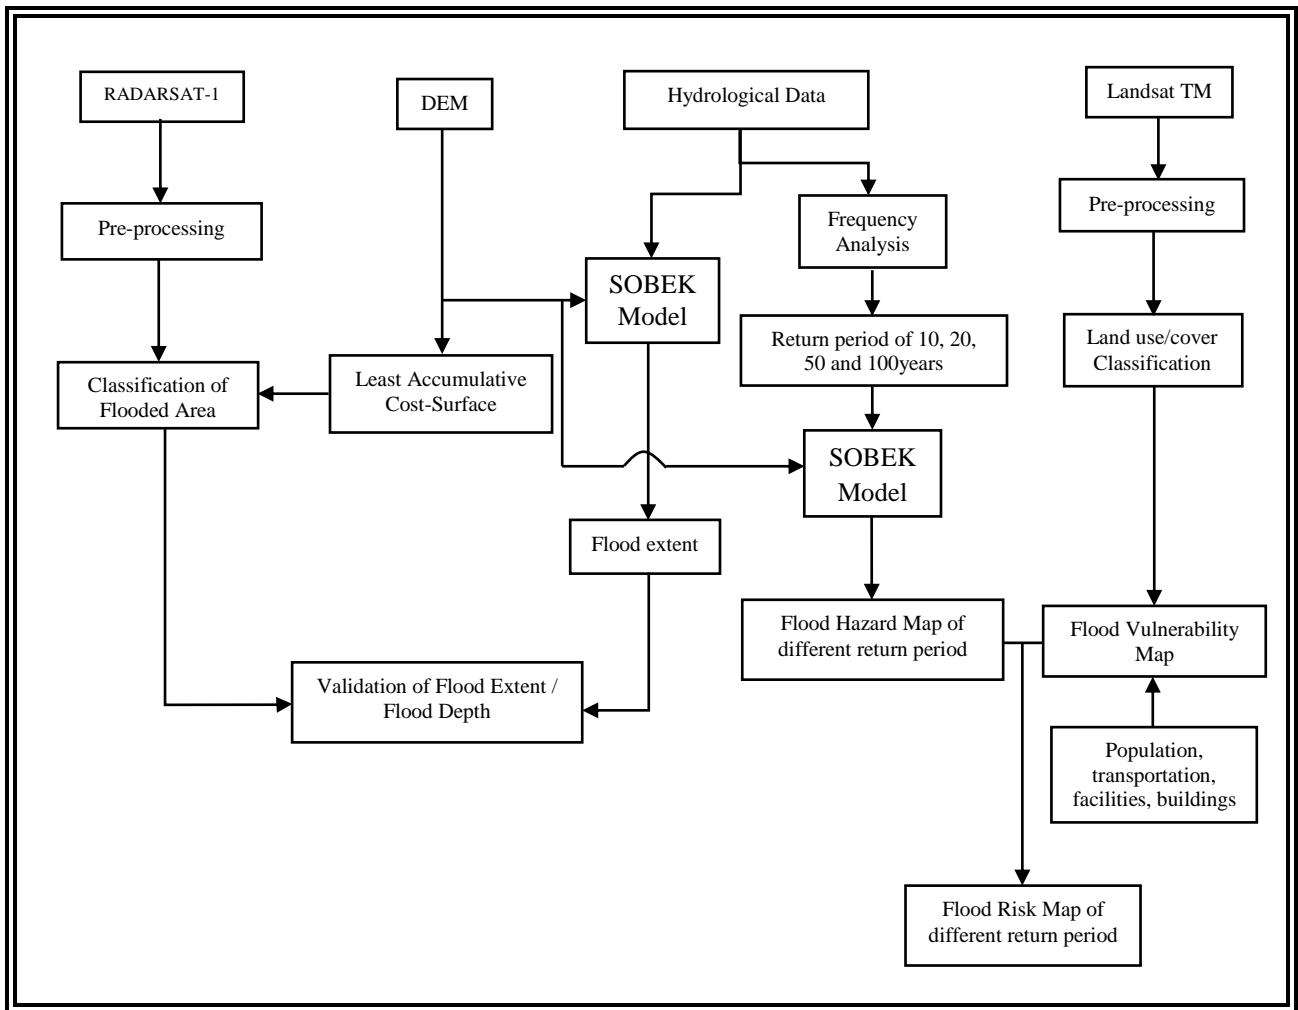 RADARSAT-1
DEM
Hydrological Data
Landsat TM
Pre-processing
Frequency
Analysis
Pre-processing
SOBEK
Model
Return period of 10, 20,
50 and 100years
Land use/cover
Classification
Classification of
Flooded Area
Least Accumulative
Cost-Surface
SOBEK
Model
Flood extent
Flood Hazard Map of
different return period
Flood Vulnerability
Map
Validation of Flood Extent /
Flood Depth
Population,
transportation,
facilities, buildings
Flood Risk Map of
different return period